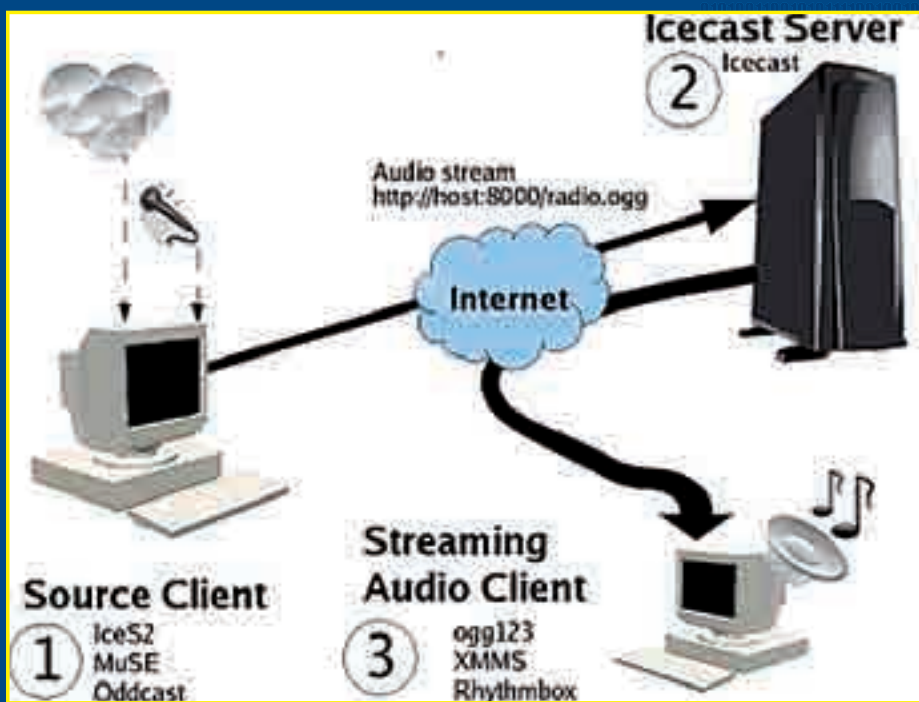 Icecast Server
2
Icecast
Audio stream
http://host:8000/radio.ogg
Internet
Source Client
1
IceS2
MuSE
Oddcast
Streaming
Audio Client
3
ogg123
XMMS
Rhythmbox